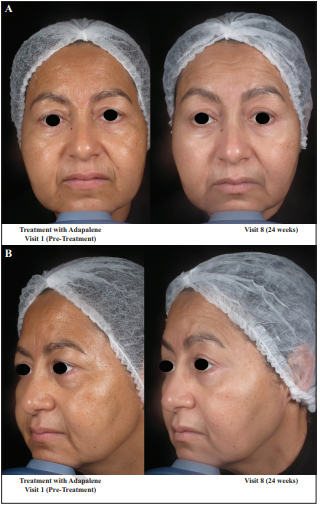 A
Treatment with Adapalene
Visit 1 (Pre-Treatment)
Visit 8 (24 weeks)
B
Treatment with Adapalene
Visit 1 (Pre-Treatment)
Visit 8 (24 weeks)